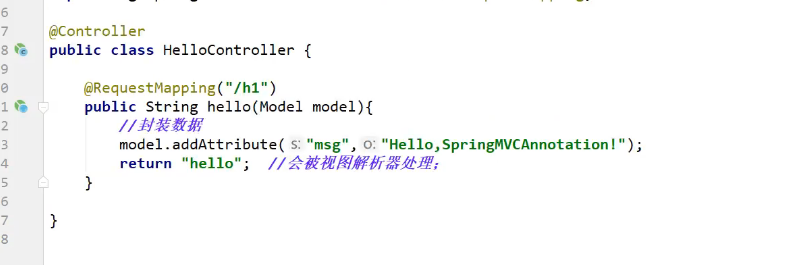 6
7 @Controller
8 public class HelloController {
9
0 @RequestMapping("/h1")
1 public String hello(Model model){
2 //封装数据
3 model.addAttribute( s: "msg", o: "Hello,SpringMVCAnnotation!");
4 return "hello"; //会被视图解析器处理;
5 }
6
7 }
8